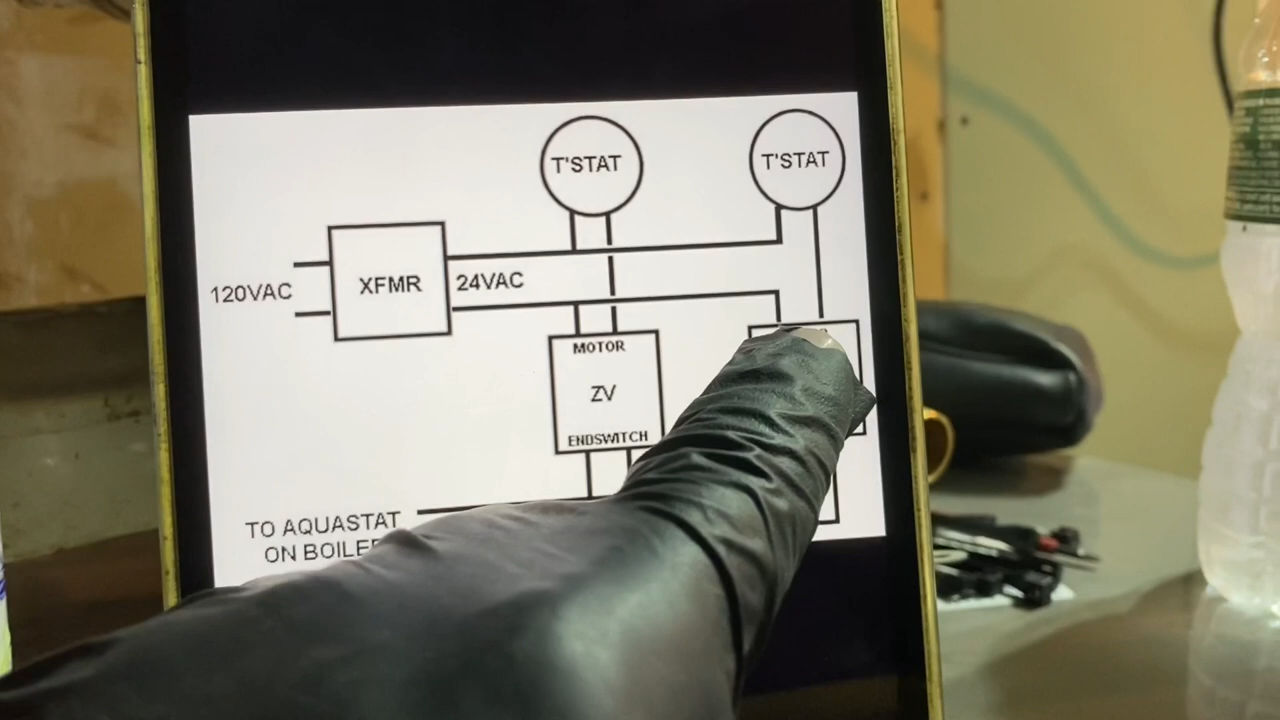 T'STAT
T'STAT
120VAC
XFMR
24VAC
MOTOR
ZV
ENDSWITCH
TO AQUASTAT
ON